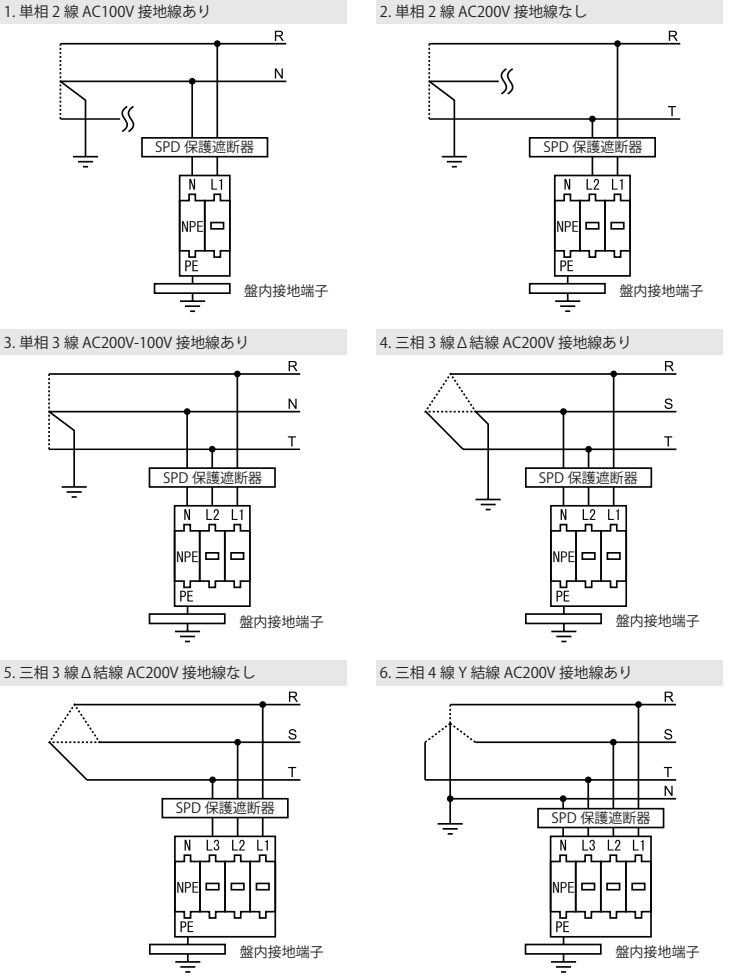 1. 単相 2 線 AC100V 接地線あり
R
N
SPD 保護遮断器
N L1
NPE
PE
盤内接地端子
2. 単相 2 線 AC200V 接地線なし
R
T
SPD 保護遮断器
N L2 L1
NPE
PE
盤内接地端子
3. 単相 3 線 AC200V-100V 接地線あり
R
N
T
SPD 保護遮断器
N L2 L1
NPE
PE
盤内接地端子
4. 三相 3 線 Δ 結線 AC200V 接地線あり
R
S
T
SPD 保護遮断器
N L2 L1
NPE
PE
盤内接地端子
5. 三相 3 線 Δ 結線 AC200V 接地線なし
R
S
T
SPD 保護遮断器
N L3 L2 L1
NPE
PE
盤内接地端子
6. 三相 4 線 Y 結線 AC200V 接地線あり
R
S
T
N
SPD 保護遮断器
N L3 L2 L1
NPE
PE
盤内接地端子